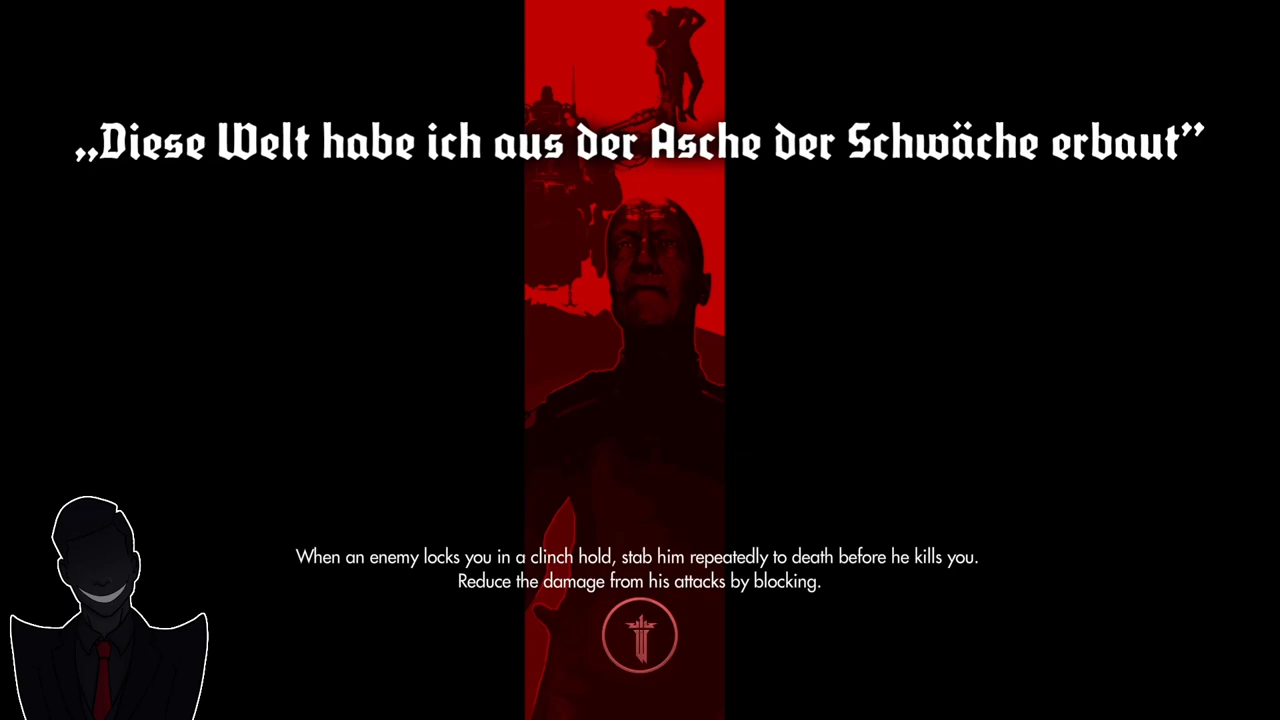 „Diese Welt habe ich aus der Asche der Schwäche erbaut”
When an enemy locks you in a clinch hold, stab him repeatedly to death before he kills you.
Reduce the damage from his attacks by blocking.